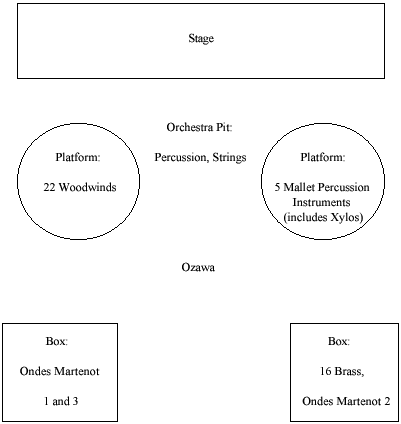 Stage
Orchestra Pit:
Percussion, Strings
Platform:
22 Woodwinds
Platform:
5 Mallet Percussion
Instruments
(includes Xylos)
Ozawa
Box:
Ondes Martenot
1 and 3
Box:
16 Brass,
Ondes Martenot 2